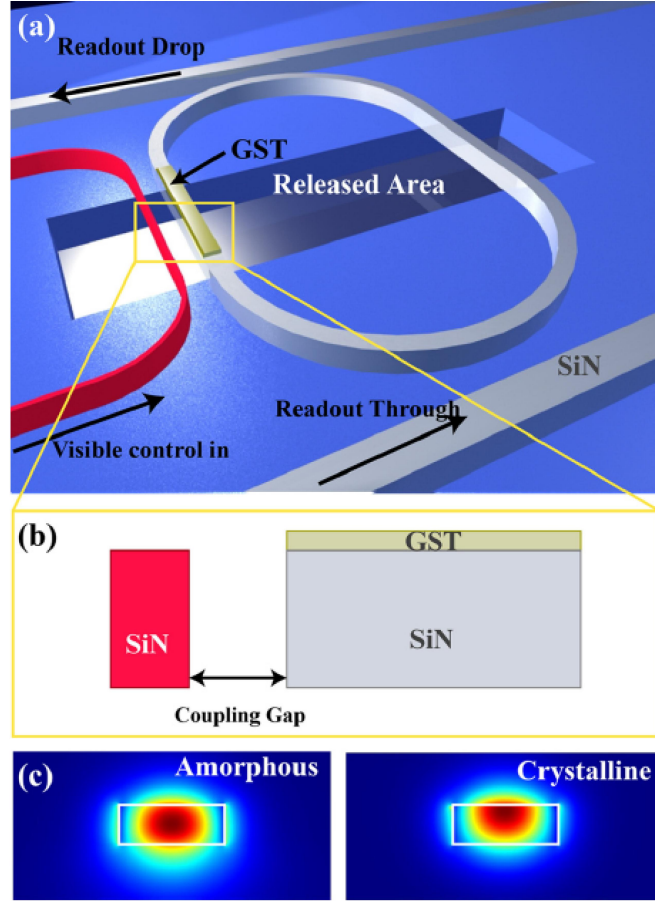 (a)
Readout Drop
GST
Released Area
SiN
Readout Through
Visible control in
(b)
GST
SiN
SiN
Coupling Gap
(c)
Amorphous
Crystalline